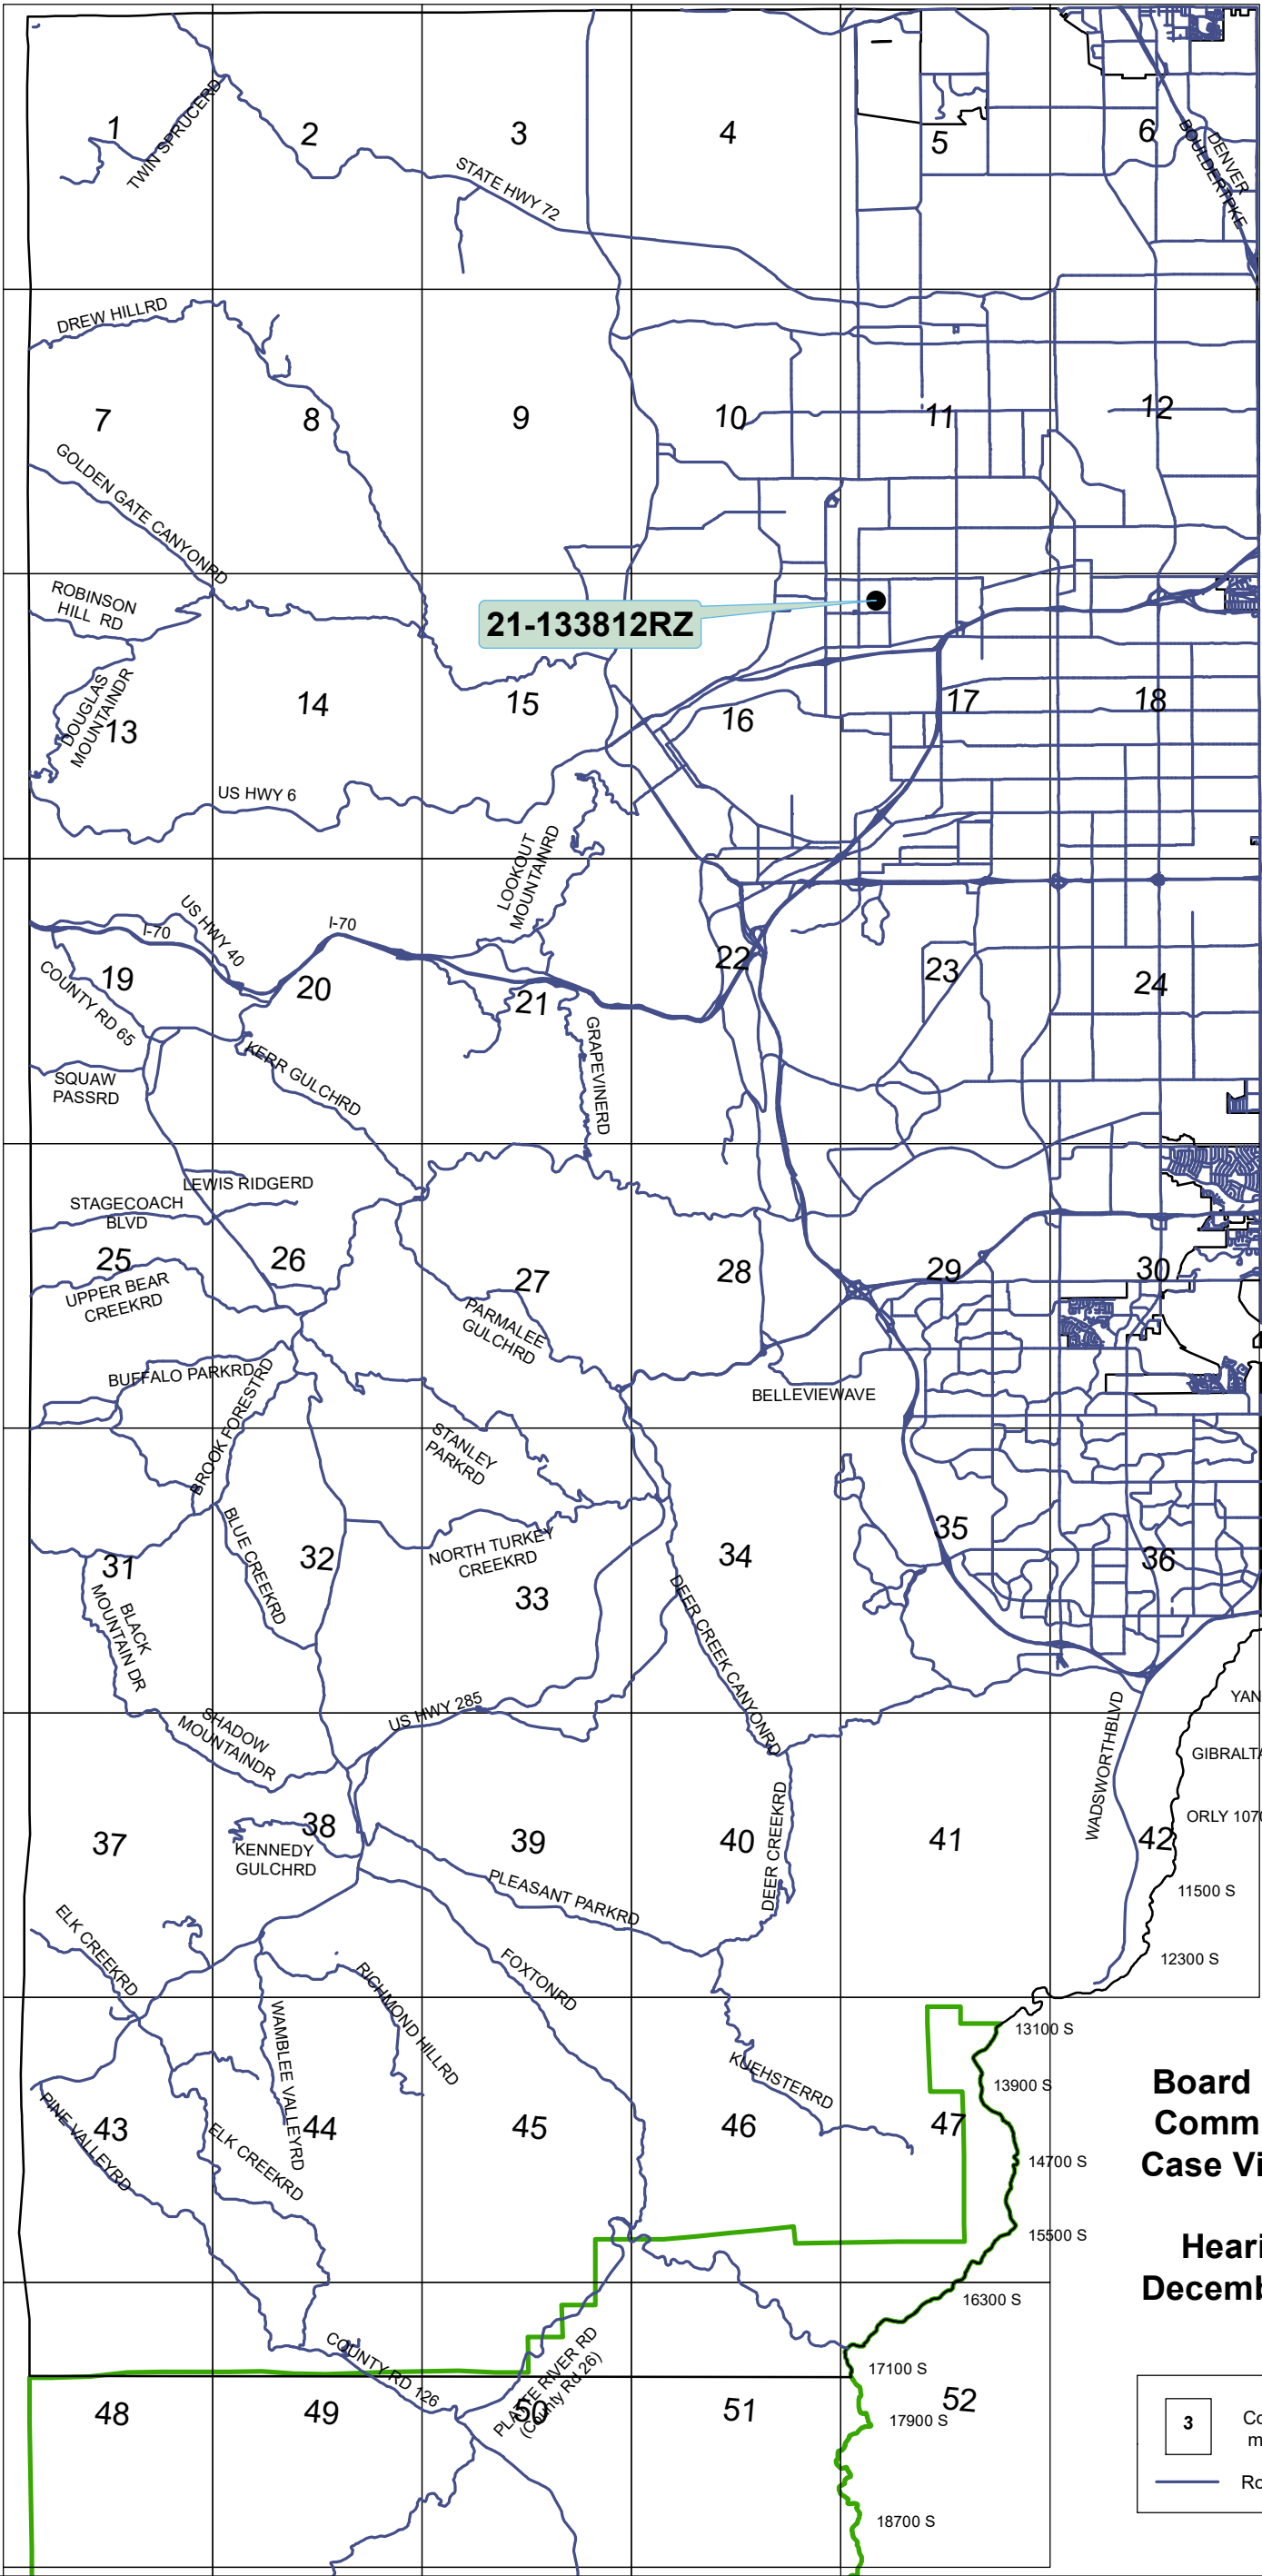 1
2
3
4
5
6
TWIN SPRUCERD
STATE HWY 72
DENVER
BOULDERTPKE
DREW HILLRD
7
8
9
10
11
12
GOLDEN GATE CANYONRD
ROBINSON
HILL RD
21-133812RZ
DOUGLAS
MOUNTAINDR
13
14
15
16
17
18
US HWY 6
LOOKOUT
MOUNTAINRD
US HWY 40
I-70
I-70
19
20
21
22
23
24
COUNTY RD 65
SQUAW
PASSRD
KERR GULCHRD
GRAPEVINERD
LEWIS RIDGERD
STAGECOACH
BLVD
25
26
27
28
29
30
UPPER BEAR
CREEKRD
PARMALEE
GULCHRD
BUFFALO PARKRD
BELLEVIEWAVE
BROOK FORESTRD
STANLEY
PARKRD
BLUE CREEKRD
NORTH TURKEY
CREEKRD
31
32
33
34
35
36
BLACK
MOUNTAIN DR
DEER CREEK CANYONRD
US HWY 285
SHADOW
MOUNTAINDR
WADSWORTHBLVD
YAN
GIBRALTA
ORLY 1070
37
38
39
40
41
42
KENNEDY
GULCHRD
DEER CREEKRD
PLEASANT PARKRD
11500 S
12300 S
ELK CREEKRD
FOXTONRD
RICHMOND HILLRD
WAMBLEE VALLEYRD
13100 S
KUEHSTERRD
13900 S
PINE VALLEYRD
43
44
45
46
47
ELK CREEKRD
14700 S
15500 S
16300 S
Board
Comm
Case Vi
Heari
Decemb
COUNTY RD 126
PLATTE RIVER RD
(County Rd 26)
17100 S
48
49
50
51
52
17900 S
18700 S
3
Co
m
Ro